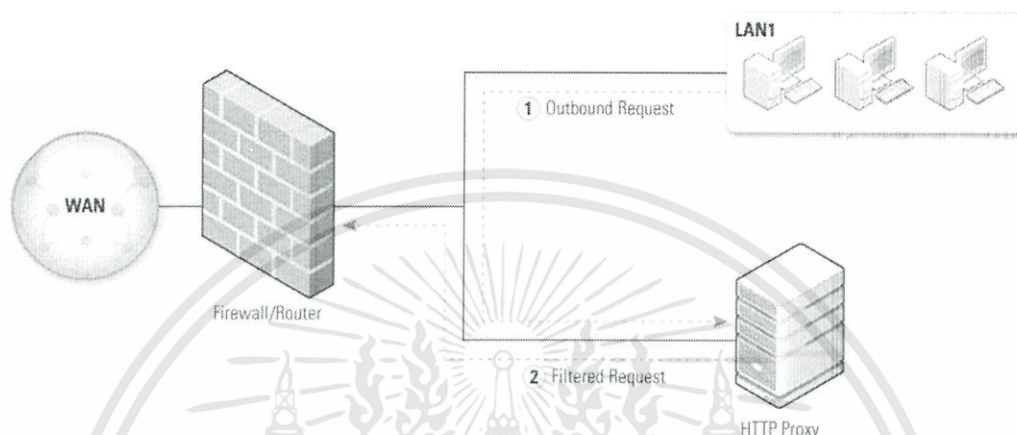 LAN1
1 Outbound Request
WAN
Firewall/Router
2 Filtered Request
HTTP Proxy